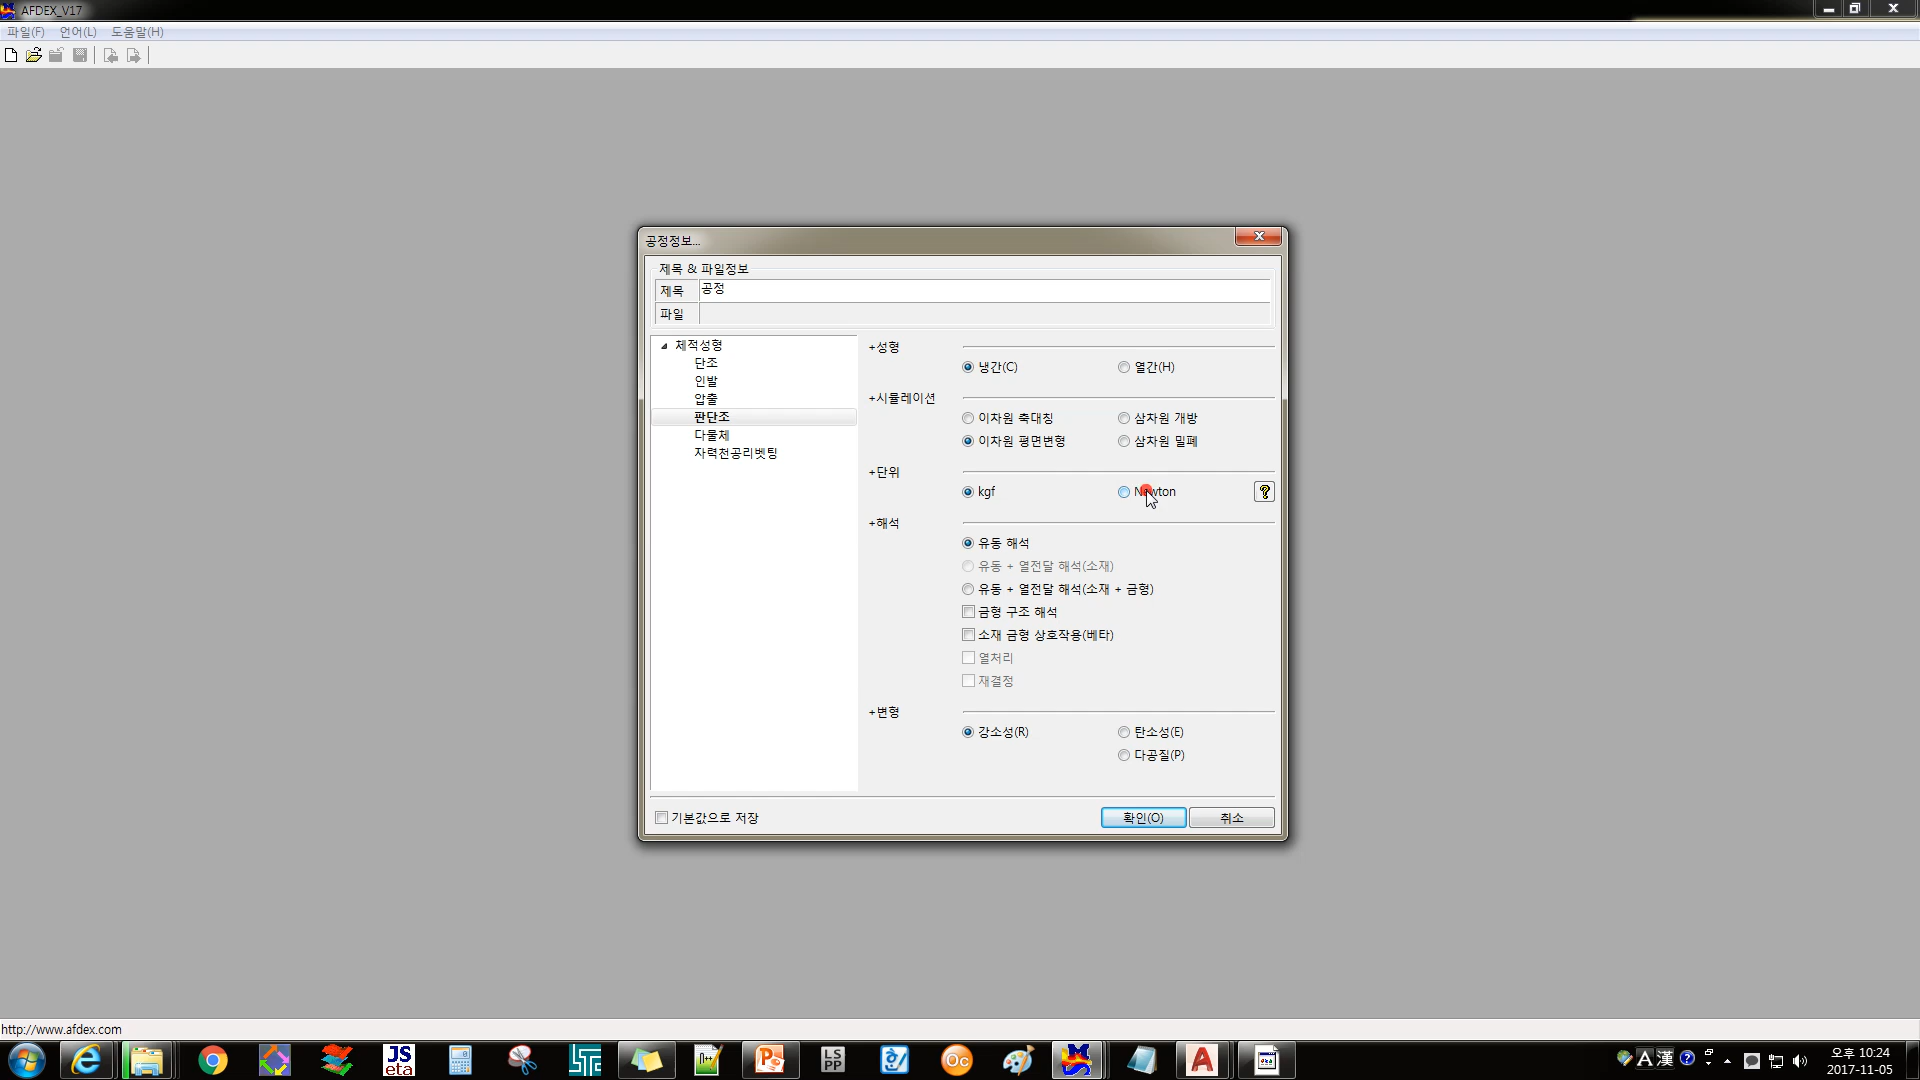 AFDEX_V17
파일(F) 언어(L) 도움말(H)
공정정보...
제목 & 파일정보
제목 공정
파일
체적성형
단조
인발
압출
판단조
다물체
자력천공리벳팅
+성형
냉간(C) 열간(H)
+시뮬레이션
이차원 축대칭 삼차원 개방
이차원 평면변형 삼차원 밀폐
+단위
kgf Newton
+해석
유동 해석
유동 + 열전달 해석(소재)
유동 + 열전달 해석(소재 + 금형)
금형 구조 해석
소재 금형 상호작용(베타)
열처리
재결정
+변형
강소성(R) 탄소성(E)
다공질(P)
기본값으로 저장 확인(O) 취소
http://www.afdex.com
JS
eta
LS
PP
Oc
A 漢
오후 10:24
2017-11-05